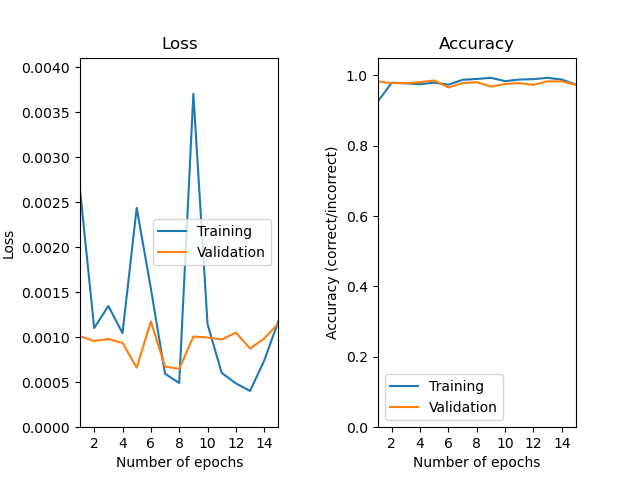 Loss
Loss
0.0040
0.0035
0.0030
0.0025
0.0020
0.0015
0.0010
0.0005
0.0000
Training
Validation
2 4 6 8 10 12 14
Number of epochs
Accuracy
Accuracy (correct/incorrect)
1.0
0.8
0.6
0.4
0.2
0.0
Training
Validation
2 4 6 8 10 12 14
Number of epochs